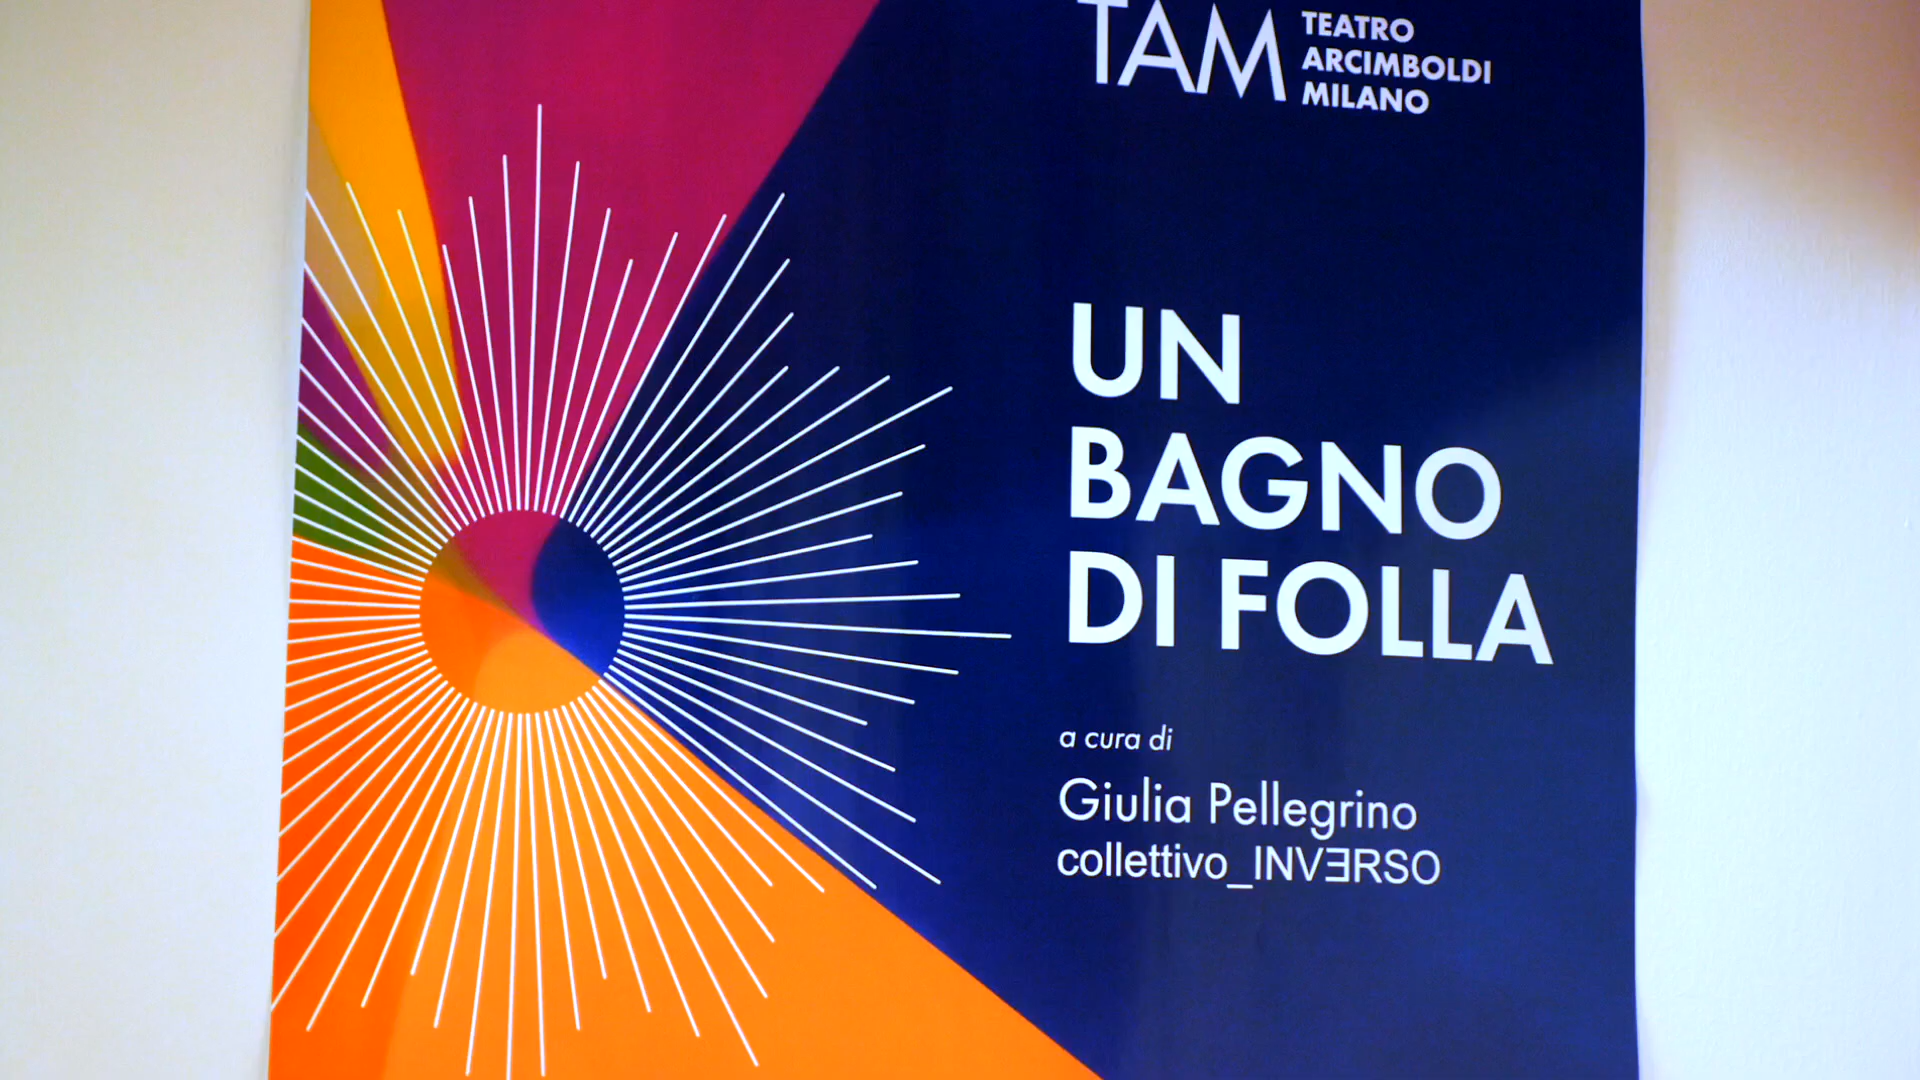 TAM
TEATRO
ARCIMBOLDI
MILANO
UN
BAGNO
DI FOLLA
a cura di
Giulia Pellegrino
collettivo_INVƎRSO